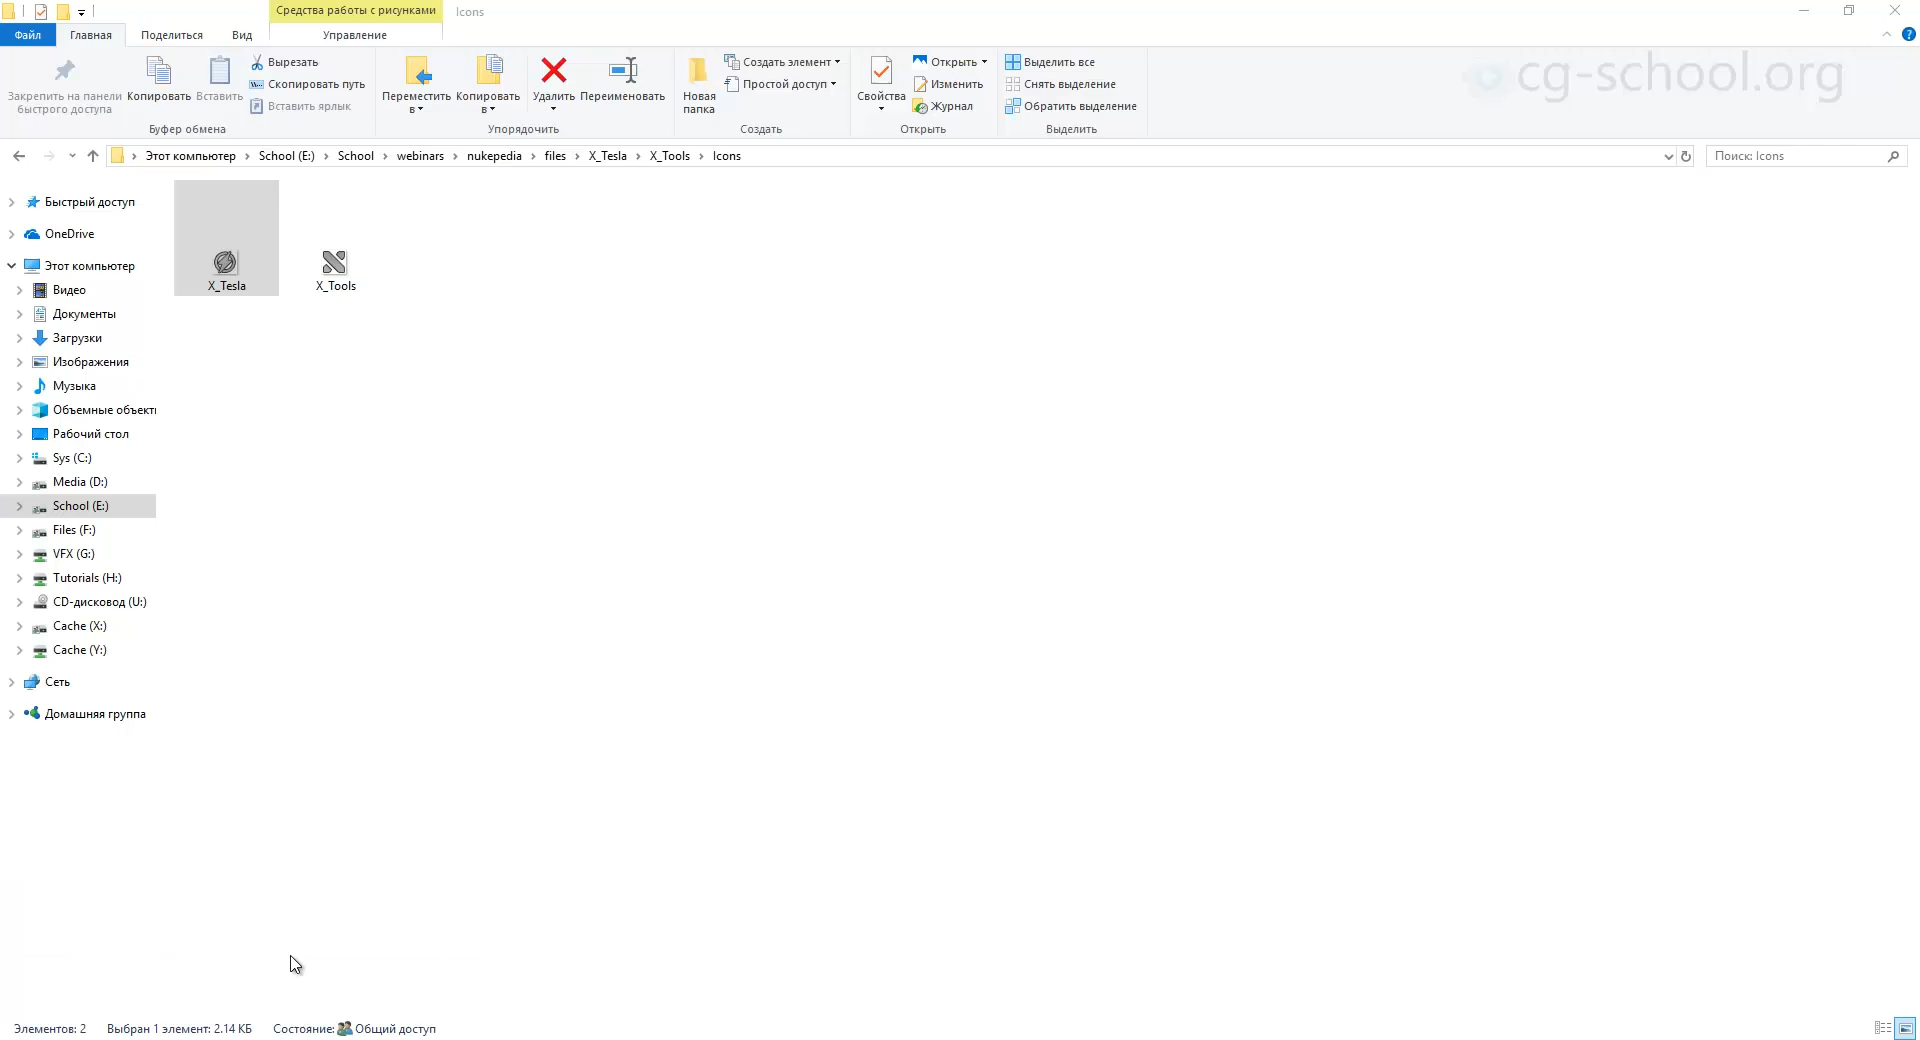 Средства работы с рисунками
Icons
Файл
Главная
Поделиться
Вид
Управление
Закрепить на панели
быстрого доступа
Копировать
Вставить
Вырезать
Скопировать путь
Вставить ярлык
Буфер обмена
Переместить
в
Копировать
в
Удалить
Переименовать
Упорядочить
Новая
папка
Создать элемент
Простой доступ
Создать
Свойства
Открыть
Изменить
Журнал
Открыть
Выделить все
Снять выделение
Обратить выделение
Выделить
cg-school.org
Этот компьютер
School (E:)
School
webinars
nukepedia
files
X_Tesla
X_Tools
Icons
Поиск: Icons
Быстрый доступ
OneDrive
Этот компьютер
Видео
Документы
Загрузки
Изображения
Музыка
Объемные объекты
Рабочий стол
Sys (C:)
Media (D:)
School (E:)
Files (F:)
VFX (G:)
Tutorials (H:)
CD-дисковод (U:)
Cache (X:)
Cache (Y:)
Сеть
Домашняя группа
X_Tesla
X_Tools
Элементов: 2
Выбран 1 элемент: 2.14 КБ
Состояние: Общий доступ